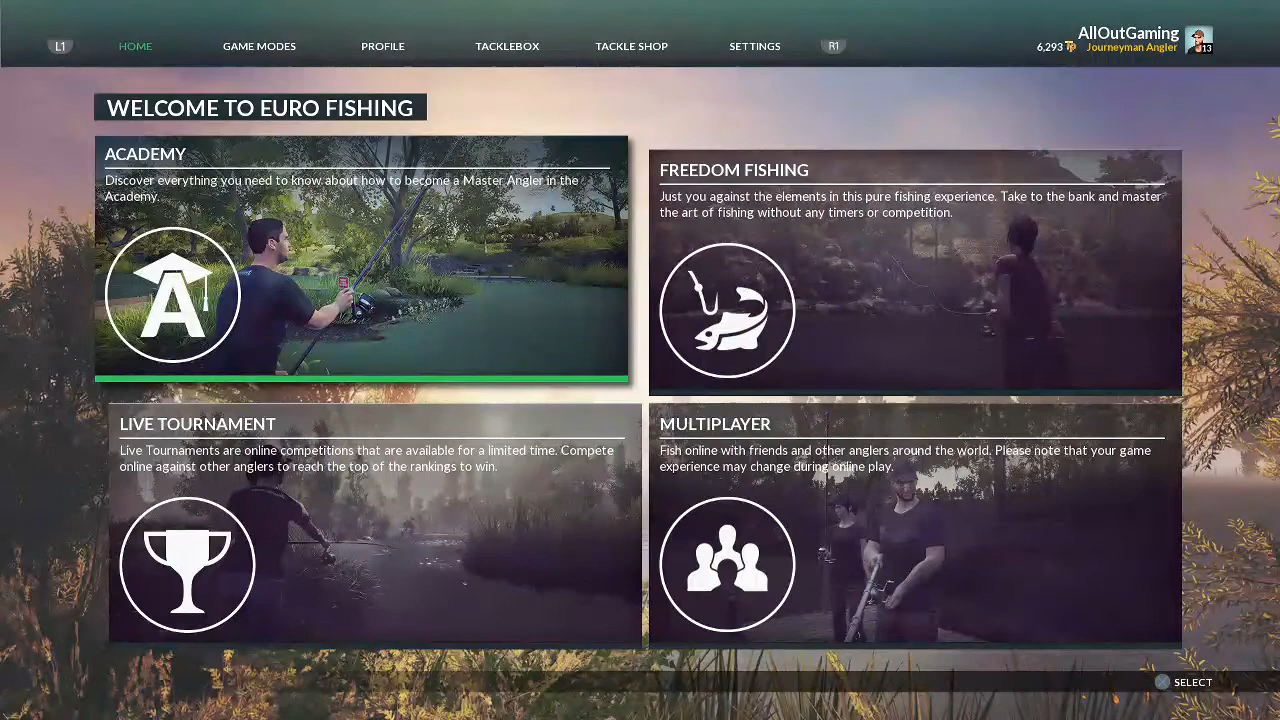 L1
HOME
GAME MODES
PROFILE
TACKLEBOX
TACKLE SHOP
SETTINGS
R1
AllOutGaming
6,293 TP Journeyman Angler
13
WELCOME TO EURO FISHING
ACADEMY
Discover everything you need to know about how to become a Master Angler in the
Academy.
A
FREEDOM FISHING
Just you against the elements in this pure fishing experience. Take to the bank and master
the art of fishing without any timers or competition.
LIVE TOURNAMENT
Live Tournaments are online competitions that are available for a limited time. Compete
online against other anglers to reach the top of the rankings to win.
MULTIPLAYER
Fish online with friends and other anglers around the world. Please note that your game
experience may change during online play.
SELECT